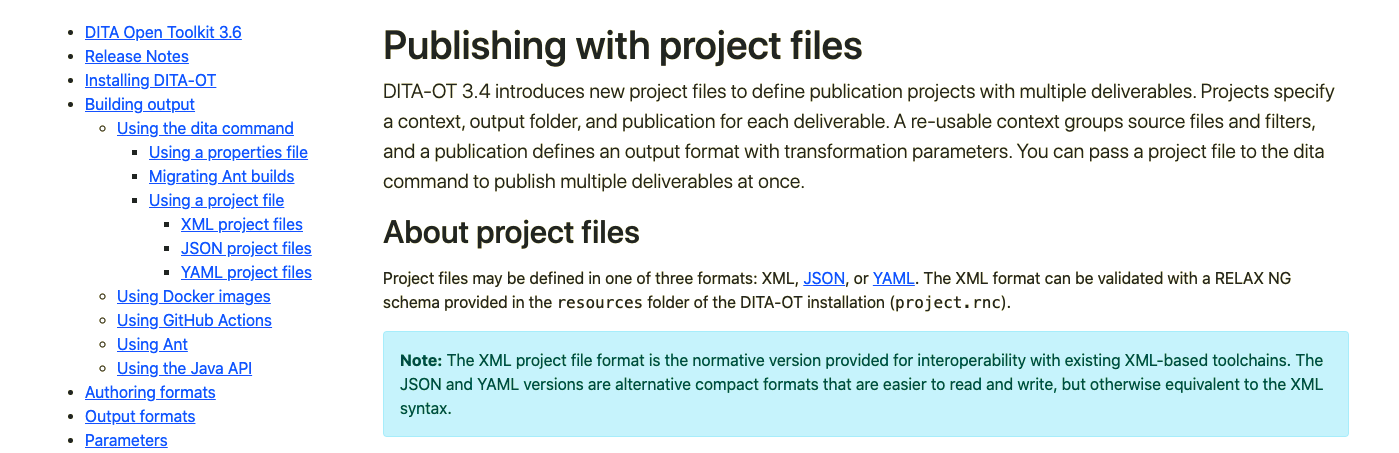 DITA Open Toolkit 3.6
Release Notes
Installing DITA-OT
Building output
Using the dita command
Using a properties file
Migrating Ant builds
Using a project file
XML project files
JSON project files
YAML project files
Using Docker images
Using GitHub Actions
Using Ant
Using the Java API
Authoring formats
Output formats
Parameters
Publishing with project files
DITA-OT 3.4 introduces new project files to define publication projects with multiple deliverables. Projects specify
a context, output folder, and publication for each deliverable. A re-usable context groups source files and filters,
and a publication defines an output format with transformation parameters. You can pass a project file to the dita
command to publish multiple deliverables at once.
About project files
Project files may be defined in one of three formats: XML, JSON, or YAML. The XML format can be validated with a RELAX NG
schema provided in the resources folder of the DITA-OT installation (project.rnc).
Note: The XML project file format is the normative version provided for interoperability with existing XML-based toolchains. The
JSON and YAML versions are alternative compact formats that are easier to read and write, but otherwise equivalent to the XML
syntax.